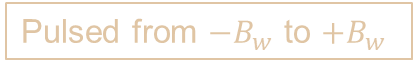 Pulsed from −B_w to +B_w